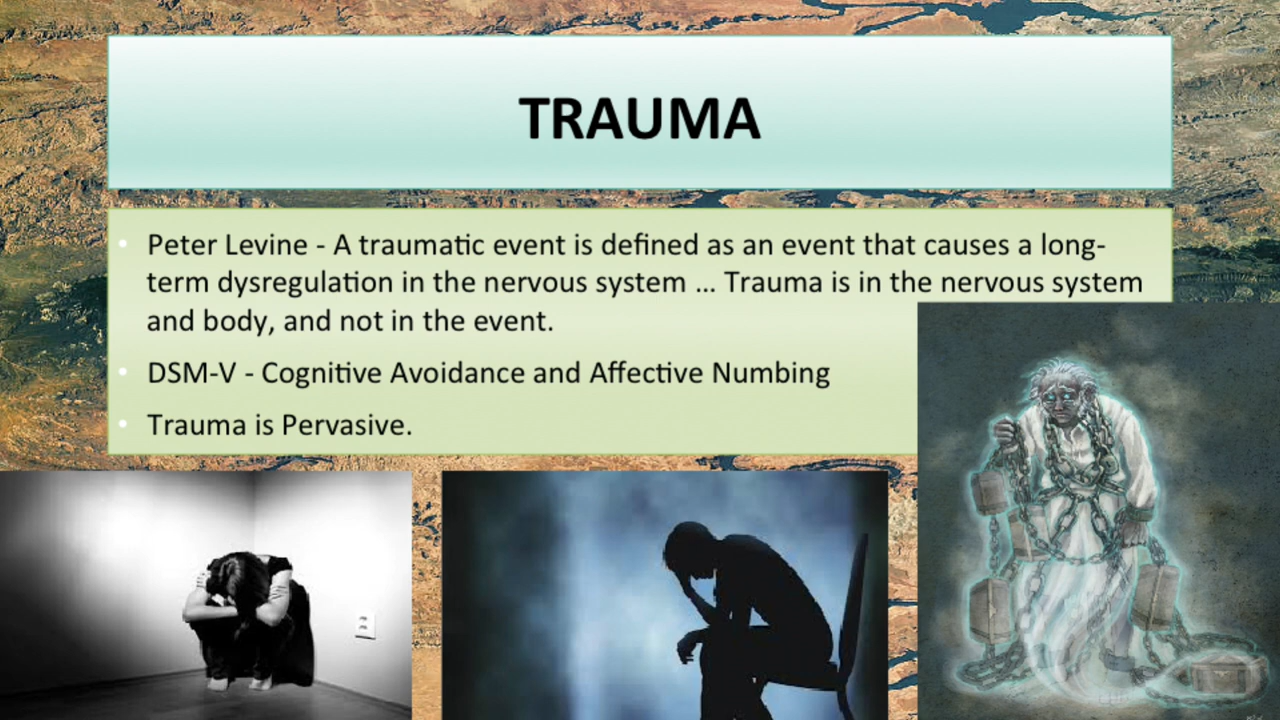 TRAUMA
• Peter Levine - A traumatic event is defined as an event that causes a long-
term dysregulation in the nervous system ... Trauma is in the nervous system
and body, and not in the event.
• DSM-V - Cognitive Avoidance and Affective Numbing
• Trauma is Pervasive.